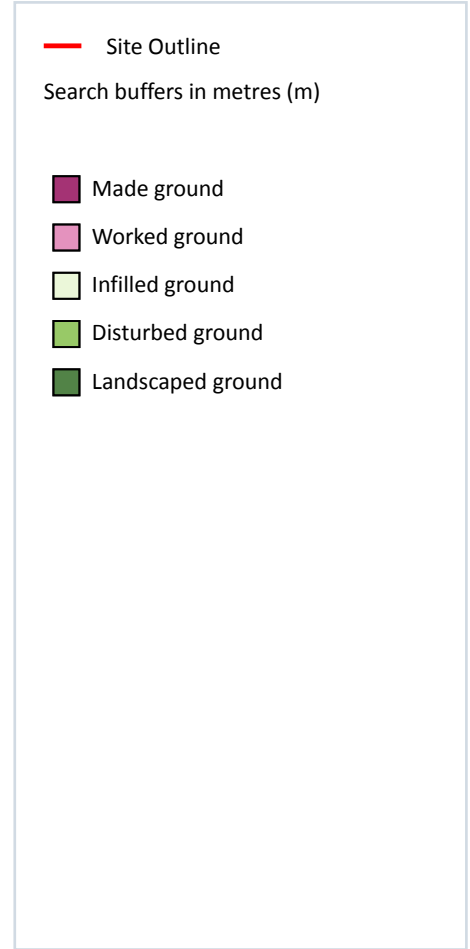 Site Outline
Search buffers in metres (m)
Made ground
Worked ground
Infilled ground
Disturbed ground
Landscaped ground